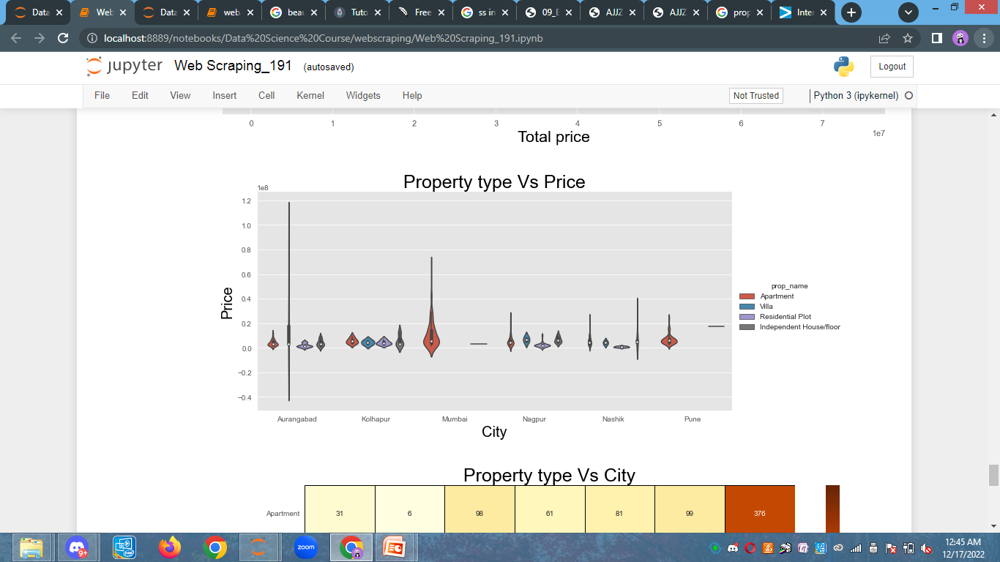 Data Web Data web. beau Tuto Free ss in 09_E AJJZ AJJZ prop Inte
localhost:8889/notebooks/Data%20Science%20Course/webscraping/Web%20Scraping_191.ipynb
jupyter Web Scraping_191 (autosaved) Logout
File Edit View Insert Cell Kernel Widgets Help Not Trusted Python 3 (ipykernel)
0 1 2 3 4 5 6 7
Total price 1e7
Property type Vs Price
1e8
1.2
1.0
0.8
0.6
0.4
0.2
0.0
−0.2
−0.4
Price
prop_name
Apartment
Villa
Residential Plot
Independent House/floor
Aurangabad Kolhapur Mumbai Nagpur Nashik Pune
City
Property type Vs City
Apartment 31 6 98 61 81 99 376
9+ intel zoom
12:45 AM
12/17/2022